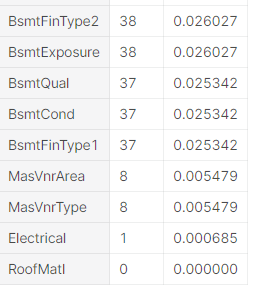 BsmtFinType2 38 0.026027
BsmtExposure 38 0.026027
BsmtQual 37 0.025342
BsmtCond 37 0.025342
BsmtFinType1 37 0.025342
MasVnrArea 8 0.005479
MasVnrType 8 0.005479
Electrical 1 0.000685
RoofMatl 0 0.000000